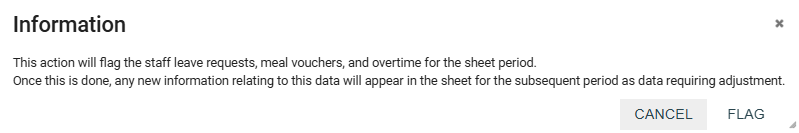 Information
This action will flag the staff leave requests, meal vouchers, and overtime for the sheet period.
Once this is done, any new information relating to this data will appear in the sheet for the subsequent period as data requiring adjustment.
CANCEL FLAG